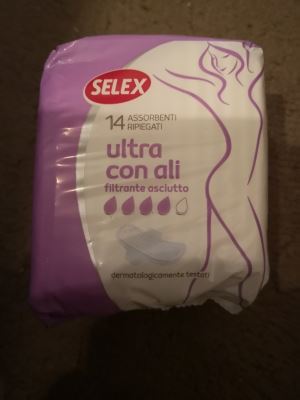 SELEX
14 ASSORBENTI
RIPIEGATI
ultra
con ali
filtrante asciutto
dermatologicamente testati